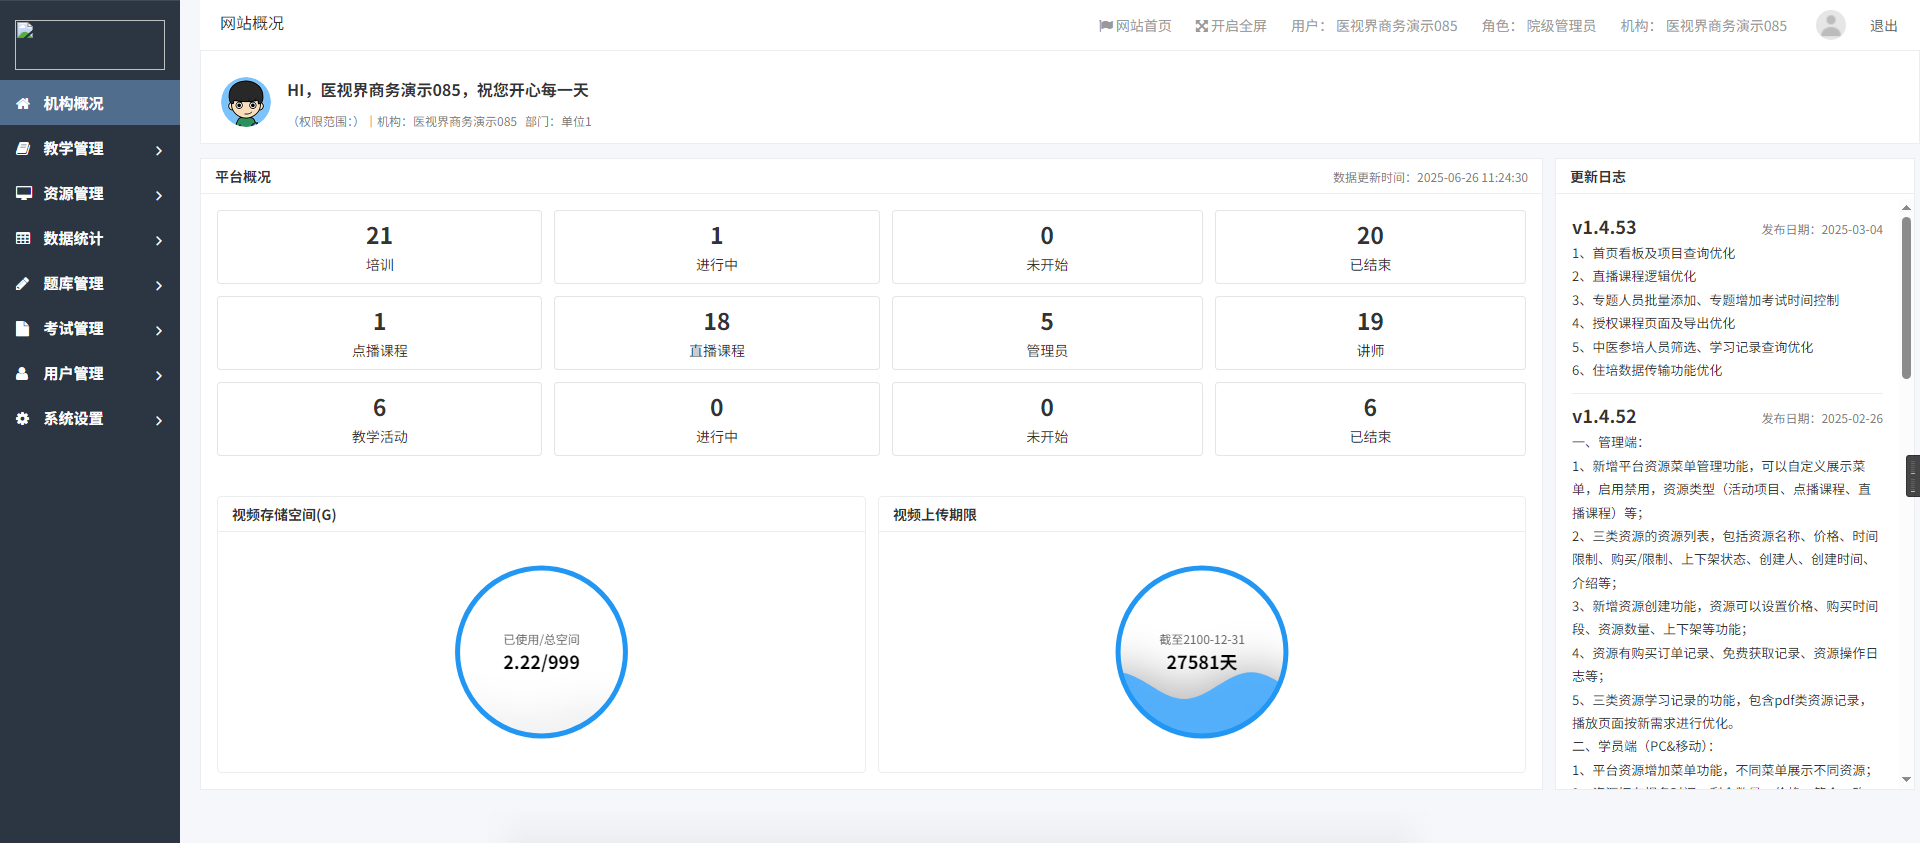 网站概况
网站首页 开启全屏 用户： 医视界商务演示085 角色： 院级管理员 机构： 医视界商务演示085 退出
机构概况
教学管理
资源管理
数据统计
题库管理
考试管理
用户管理
系统设置
HI，医视界商务演示085，祝您开心每一天
（权限范围:）｜机构：医视界商务演示085 部门：单位1
平台概况
数据更新时间：2025-06-26 11:24:30
21
培训
1
进行中
0
未开始
20
已结束
1
点播课程
18
直播课程
5
管理员
19
讲师
6
教学活动
0
进行中
0
未开始
6
已结束
视频存储空间(G)
已使用/总空间
2.22/999
视频上传期限
截至2100-12-31
27581天
更新日志
v1.4.53 发布日期：2025-03-04
1、首页看板及项目查询优化
2、直播课程逻辑优化
3、专题人员批量添加、专题增加考试时间控制
4、授权课程页面及导出优化
5、中医参培人员筛选、学习记录查询优化
6、住培数据传输功能优化
v1.4.52 发布日期：2025-02-26
一、管理端：
1、新增平台资源菜单管理功能，可以自定义展示菜
单，启用禁用，资源类型（活动项目、点播课程、直
播课程）等；
2、三类资源的资源列表，包括资源名称、价格、时间
限制、购买/限制、上下架状态、创建人、创建时间、
介绍等；
3、新增资源创建功能，资源可以设置价格、购买时间
段、资源数量、上下架等功能；
4、资源有购买订单记录、免费获取记录、资源操作日
志等；
5、三类资源学习记录的功能，包含pdf类资源记录，
播放页面按新需求进行优化。
二、学员端（PC&移动）：
1、平台资源增加菜单功能，不同菜单展示不同资源；